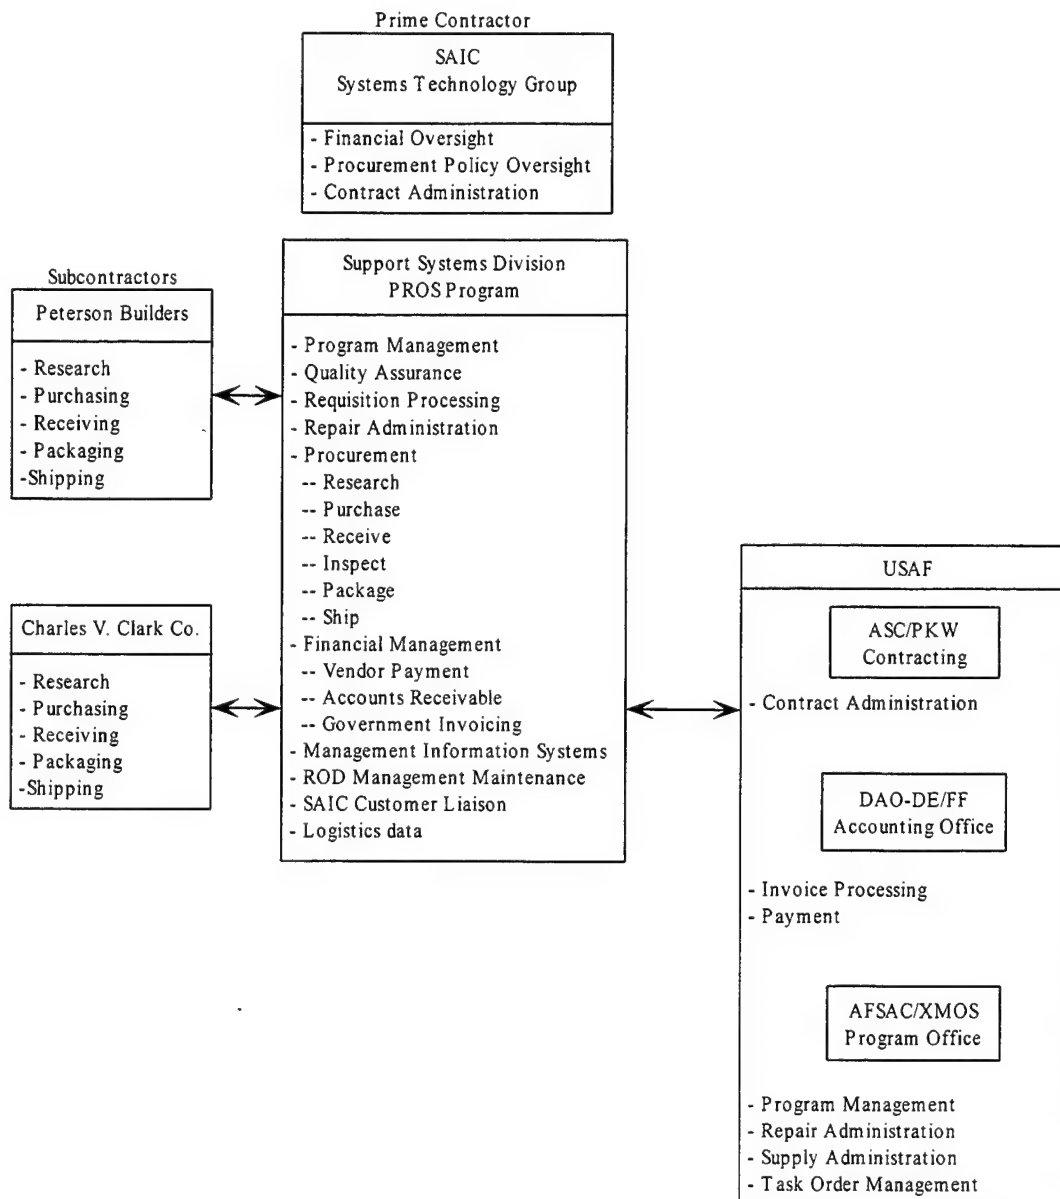 Prime Contractor
SAIC
Systems Technology Group
- Financial Oversight
- Procurement Policy Oversight
- Contract Administration
Subcontractors
Peterson Builders
- Research
- Purchasing
- Receiving
- Packaging
-Shipping
Charles V. Clark Co.
- Research
- Purchasing
- Receiving
- Packaging
-Shipping
Support Systems Division
PROS Program
- Program Management
- Quality Assurance
- Requisition Processing
- Repair Administration
- Procurement
-- Research
-- Purchase
-- Receive
-- Inspect
-- Package
-- Ship
- Financial Management
-- Vendor Payment
-- Accounts Receivable
-- Government Invoicing
- Management Information Systems
- ROD Management Maintenance
- SAIC Customer Liaison
- Logistics data
USAF
ASC/PKW
Contracting
- Contract Administration
DAO-DE/FF
Accounting Office
- Invoice Processing
- Payment
AFSAC/XMOS
Program Office
- Program Management
- Repair Administration
- Supply Administration
- Task Order Management